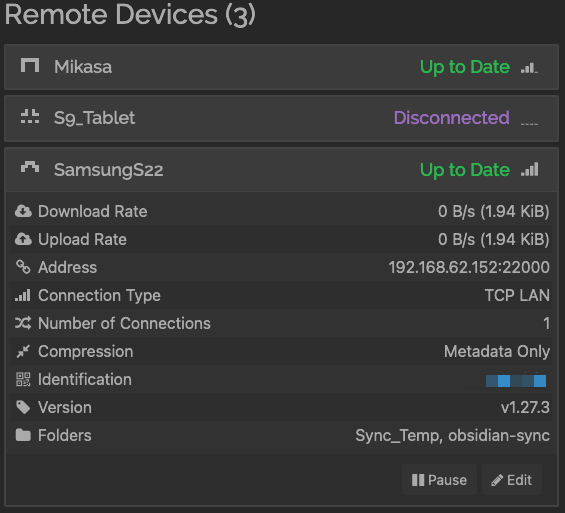 Remote Devices (3)
Mikasa Up to Date
S9_Tablet Disconnected
SamsungS22 Up to Date
Download Rate 0 B/s (1.94 KiB)
Upload Rate 0 B/s (1.94 KiB)
Address 192.168.62.152:22000
Connection Type TCP LAN
Number of Connections 1
Compression Metadata Only
Identification
Version v1.27.3
Folders Sync_Temp, obsidian-sync
Pause Edit